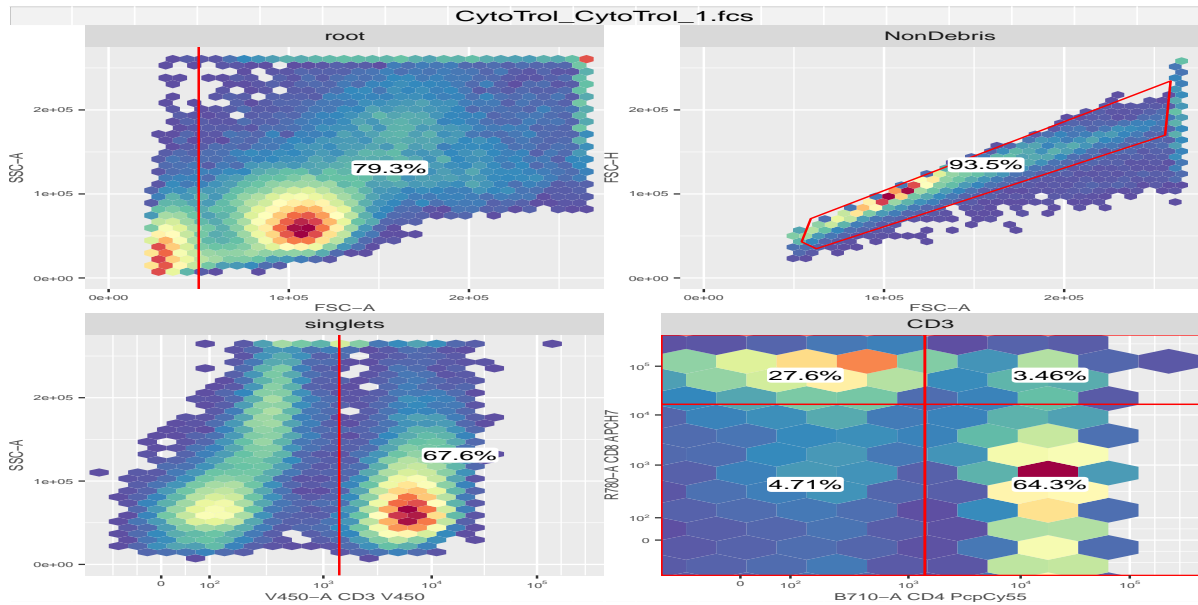 CytoTrol_CytoTrol_1.fcs
root
SSC-A
2e+05
1e+05
0e+00
79.3%
0e+00 1e+05 2e+05
FSC-A
NonDebris
FSC-H
2e+05
1e+05
0e+00
93.5%
0e+00 1e+05 2e+05
FSC-A
singlets
SSC-A
2e+05
1e+05
0e+00
67.6%
0 10² 10³ 10⁴ 10⁵
V450-A CD3 V450
CD3
R780-A CD8 APCH7
10⁵
10⁴
10³
10²
0
27.6% 3.46%
4.71% 64.3%
0 10² 10³ 10⁴ 10⁵
B710-A CD4 PcpCy55